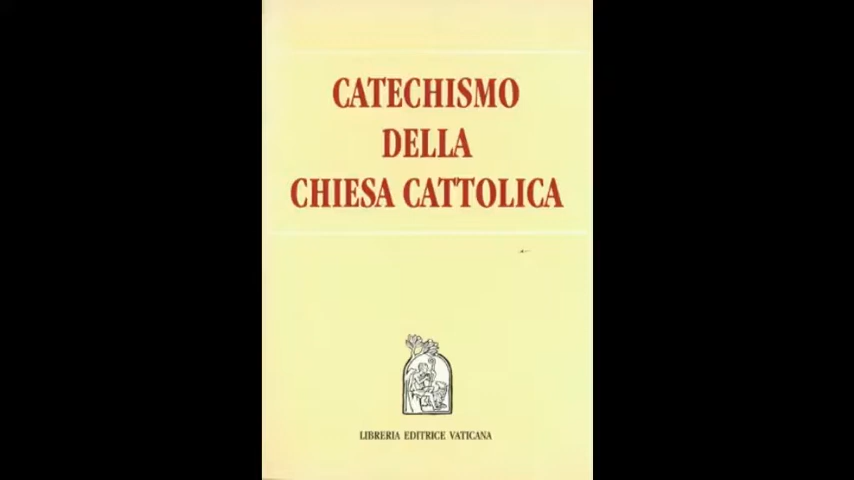 CATECHISMO
DELLA
CHIESA CATTOLICA
LIBRERIA EDITRICE VATICANA